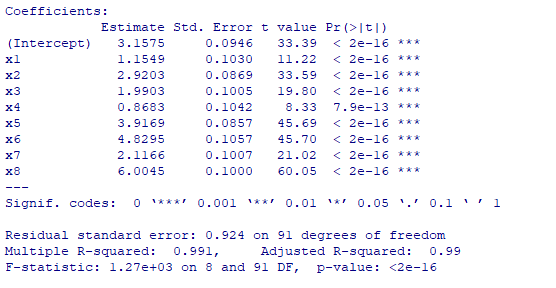 Coefficients:
            Estimate Std. Error t value Pr(>|t|)
(Intercept)   3.1575     0.0946   33.39  < 2e-16 ***
x1            1.1549     0.1030   11.22  < 2e-16 ***
x2            2.9203     0.0869   33.59  < 2e-16 ***
x3            1.9903     0.1005   19.80  < 2e-16 ***
x4            0.8683     0.1042    8.33  7.9e-13 ***
x5            3.9169     0.0857   45.69  < 2e-16 ***
x6            4.8295     0.1057   45.70  < 2e-16 ***
x7            2.1166     0.1007   21.02  < 2e-16 ***
x8            6.0045     0.1000   60.05  < 2e-16 ***
---
Signif. codes:  0 ‘***’ 0.001 ‘**’ 0.01 ‘*’ 0.05 ‘.’ 0.1 ‘ ’ 1
Residual standard error: 0.924 on 91 degrees of freedom
Multiple R-squared:  0.991,     Adjusted R-squared:  0.99
F-statistic: 1.27e+03 on 8 and 91 DF,  p-value: <2e-16